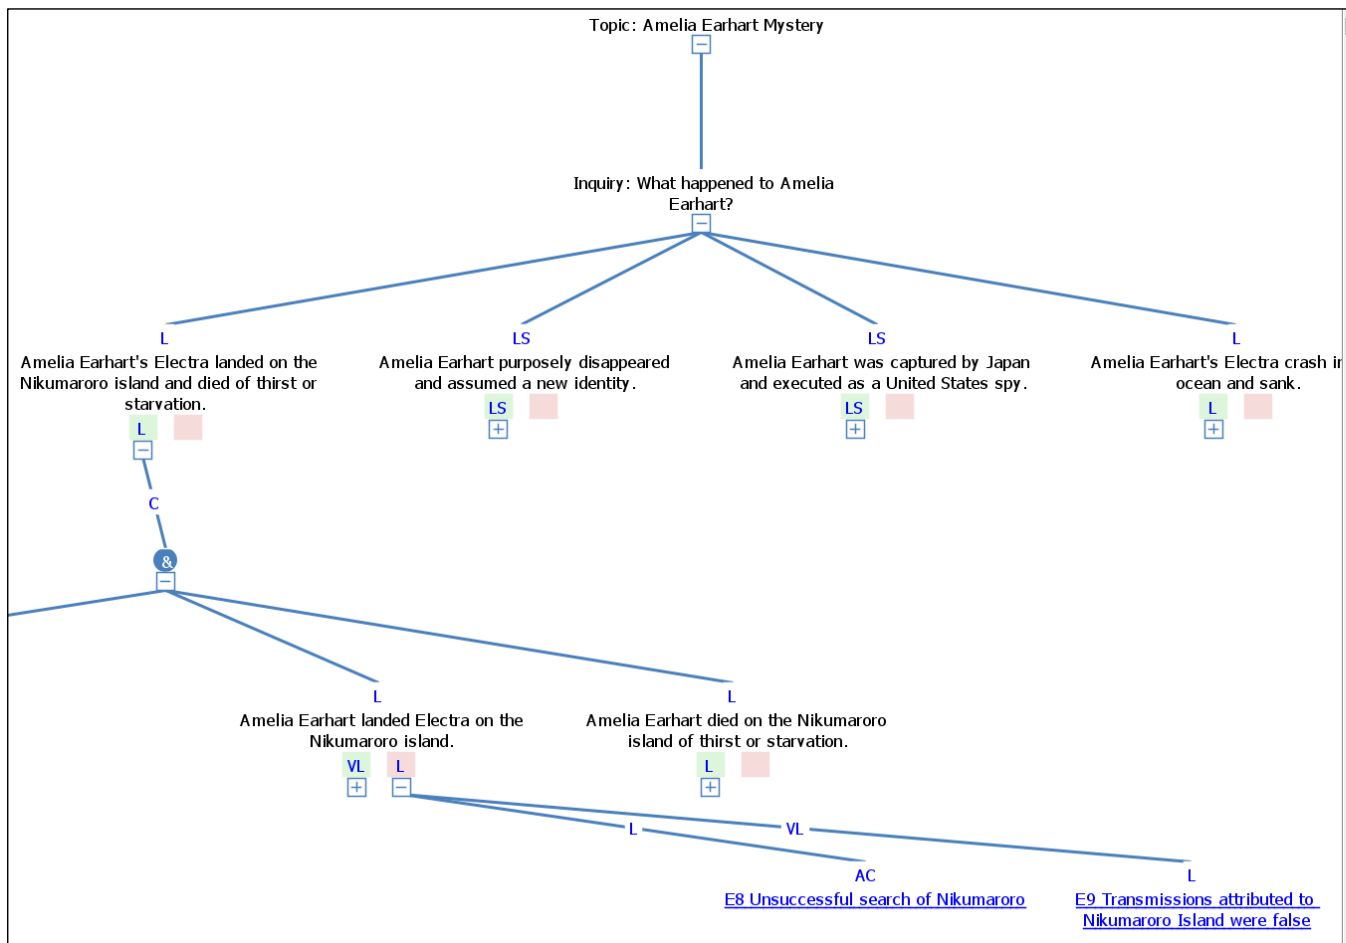 Topic: Amelia Earhart Mystery
Inquiry: What happened to Amelia
Earhart?
L
Amelia Earhart's Electra landed on the
Nikumaroro island and died of thirst or
starvation.
L
LS
Amelia Earhart purposely disappeared
and assumed a new identity.
LS
LS
Amelia Earhart was captured by Japan
and executed as a United States spy.
LS
L
Amelia Earhart's Electra crash in
ocean and sank.
L
C
&
L
Amelia Earhart landed Electra on the
Nikumaroro island.
VL L
L
Amelia Earhart died on the Nikumaroro
island of thirst or starvation.
L
L
VL
AC
E8 Unsuccessful search of Nikumaroro
L
E9 Transmissions attributed to
Nikumaroro Island were false